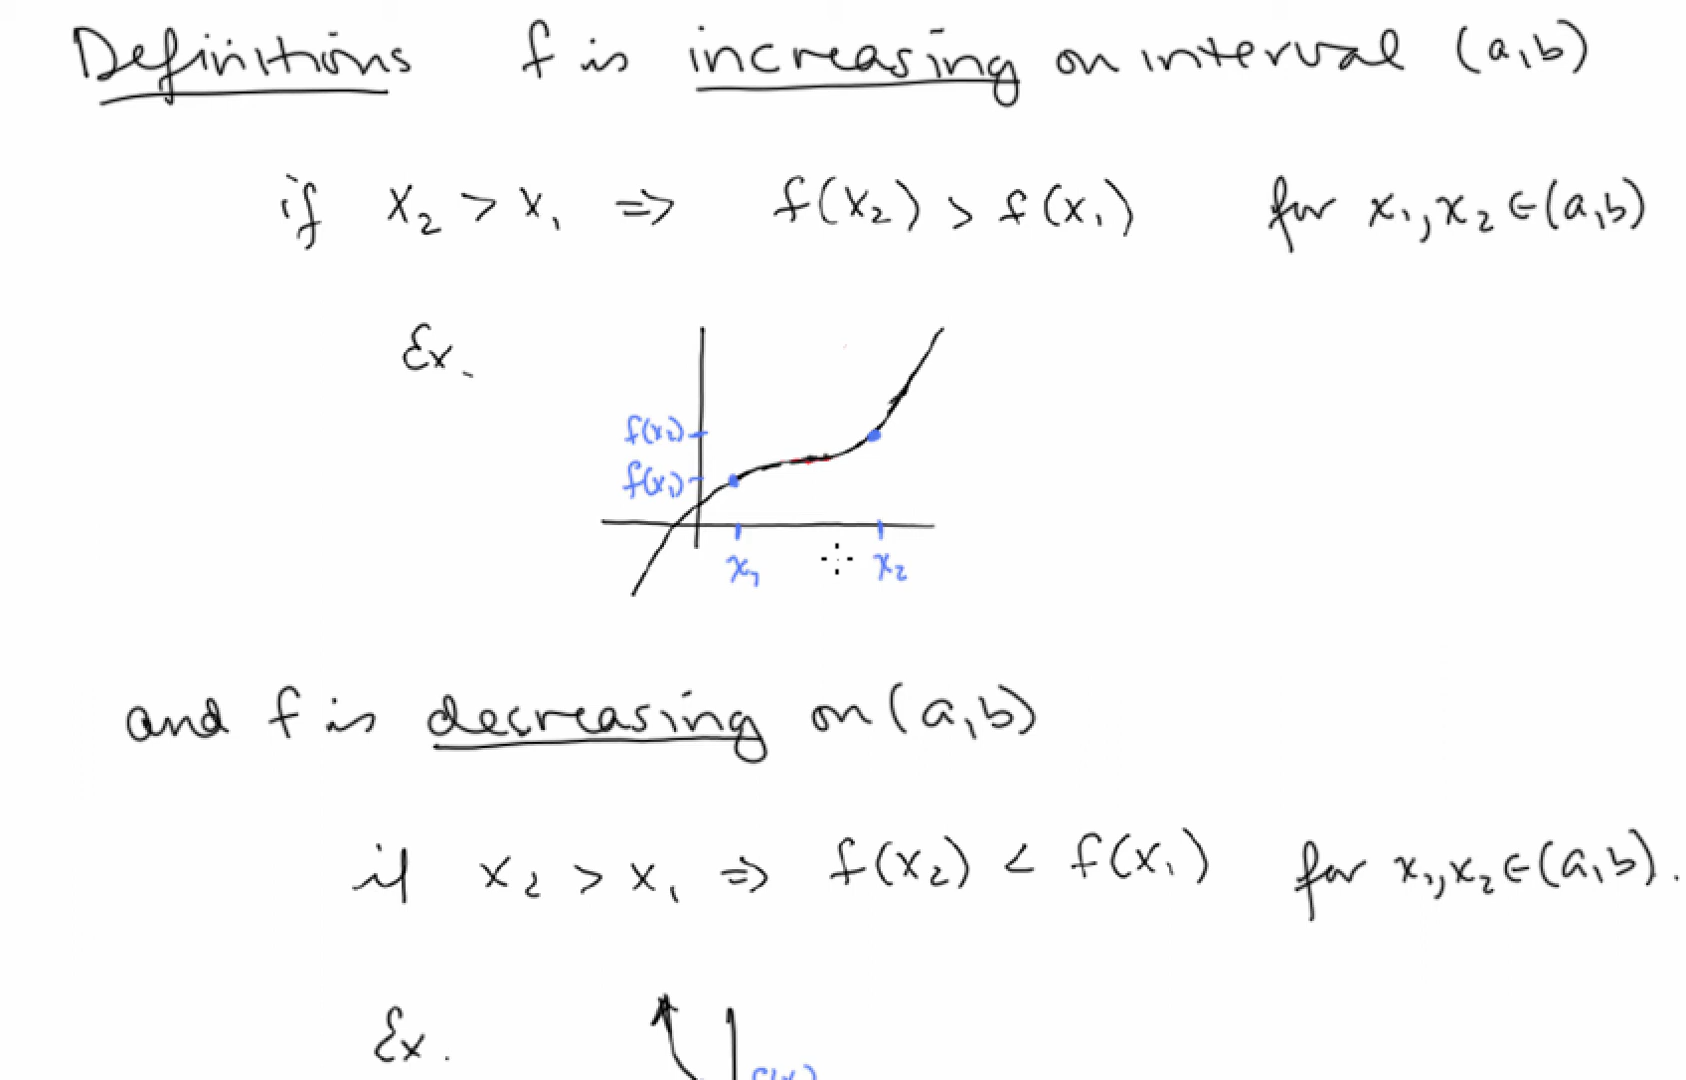 Definitions f is increasing on interval (a,b)
if x₂ > x₁ ⇒ f(x₂) > f(x₁) for x₁, x₂ ∈ (a,b)
Ex.
f(x₂)
f(x₁)
x₁ x₂
and f is decreasing on (a,b)
if x₂ > x₁ ⇒ f(x₂) < f(x₁) for x₁, x₂ ∈ (a,b).
Ex.